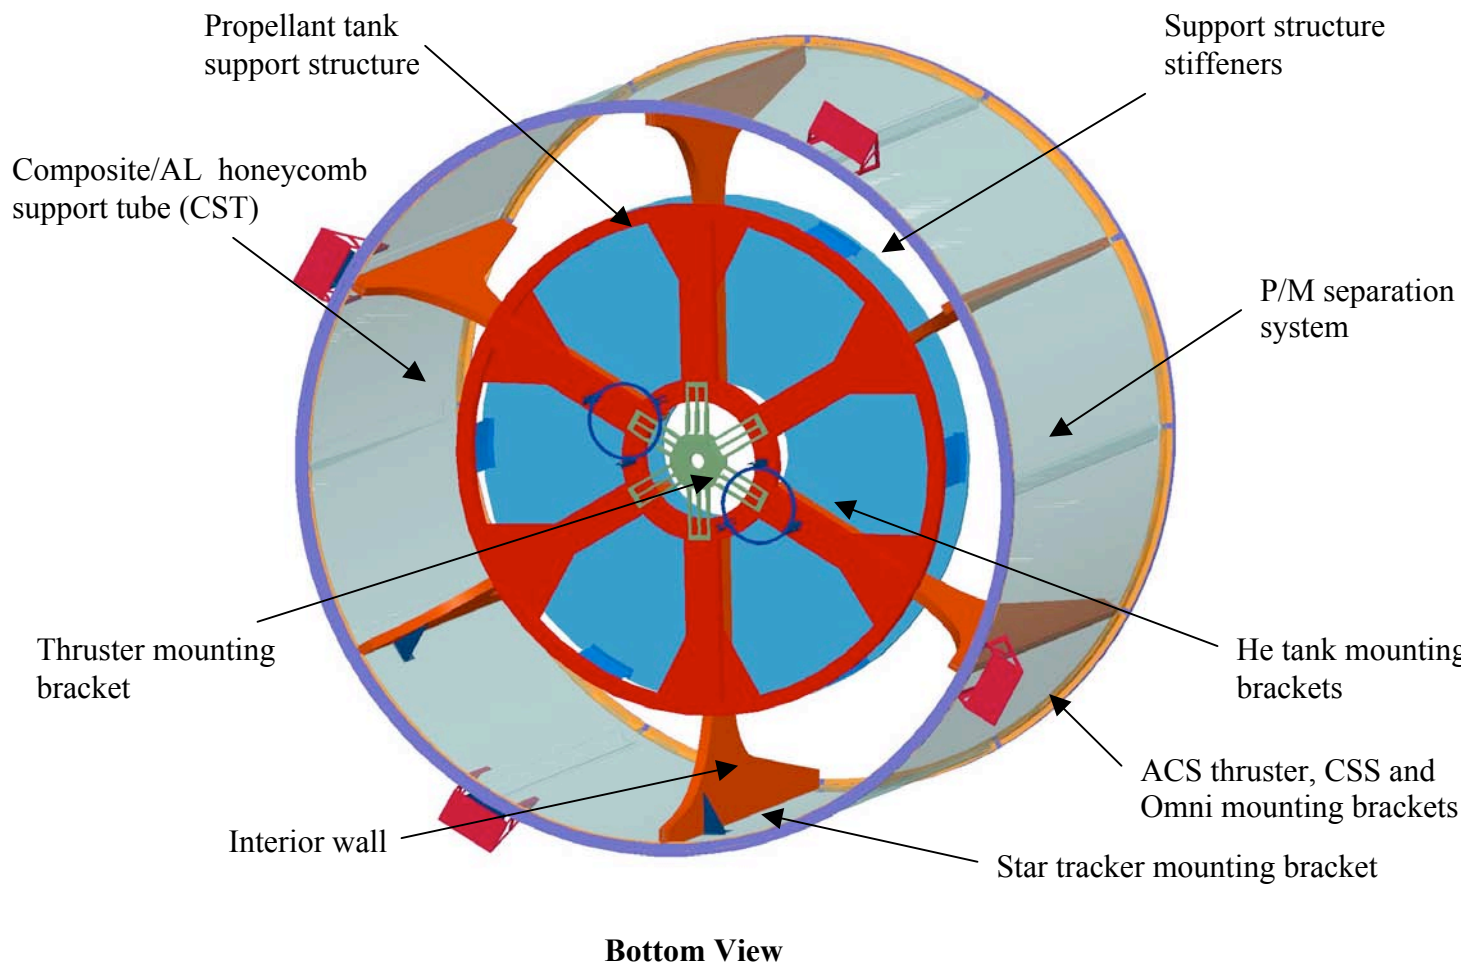 Propellant tank
support structure
Support structure
stiffeners
Composite/AL honeycomb
support tube (CST)
P/M separation
system
Thruster mounting
bracket
He tank mounting
brackets
ACS thruster, CSS and
Omni mounting brackets
Interior wall
Star tracker mounting bracket
Bottom View